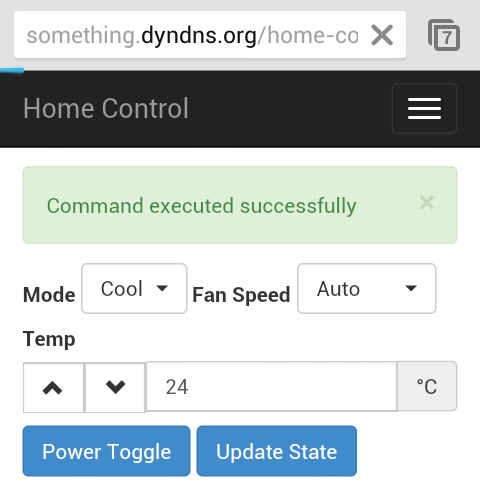 something.dyndns.org/home-co
7
Home Control
Command executed successfully
×
Mode Cool Fan Speed Auto
Temp
24 °C
Power Toggle Update State